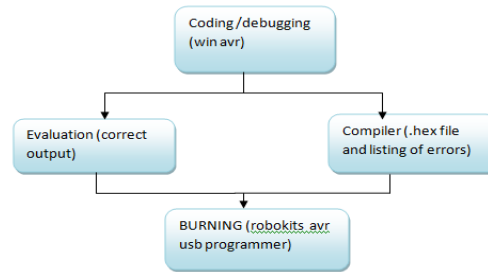 Coding/debugging
(win avr)
Evaluation (correct
output)
Compiler (.hex file
and listing of errors)
BURNING (robokits avr
usb programmer)